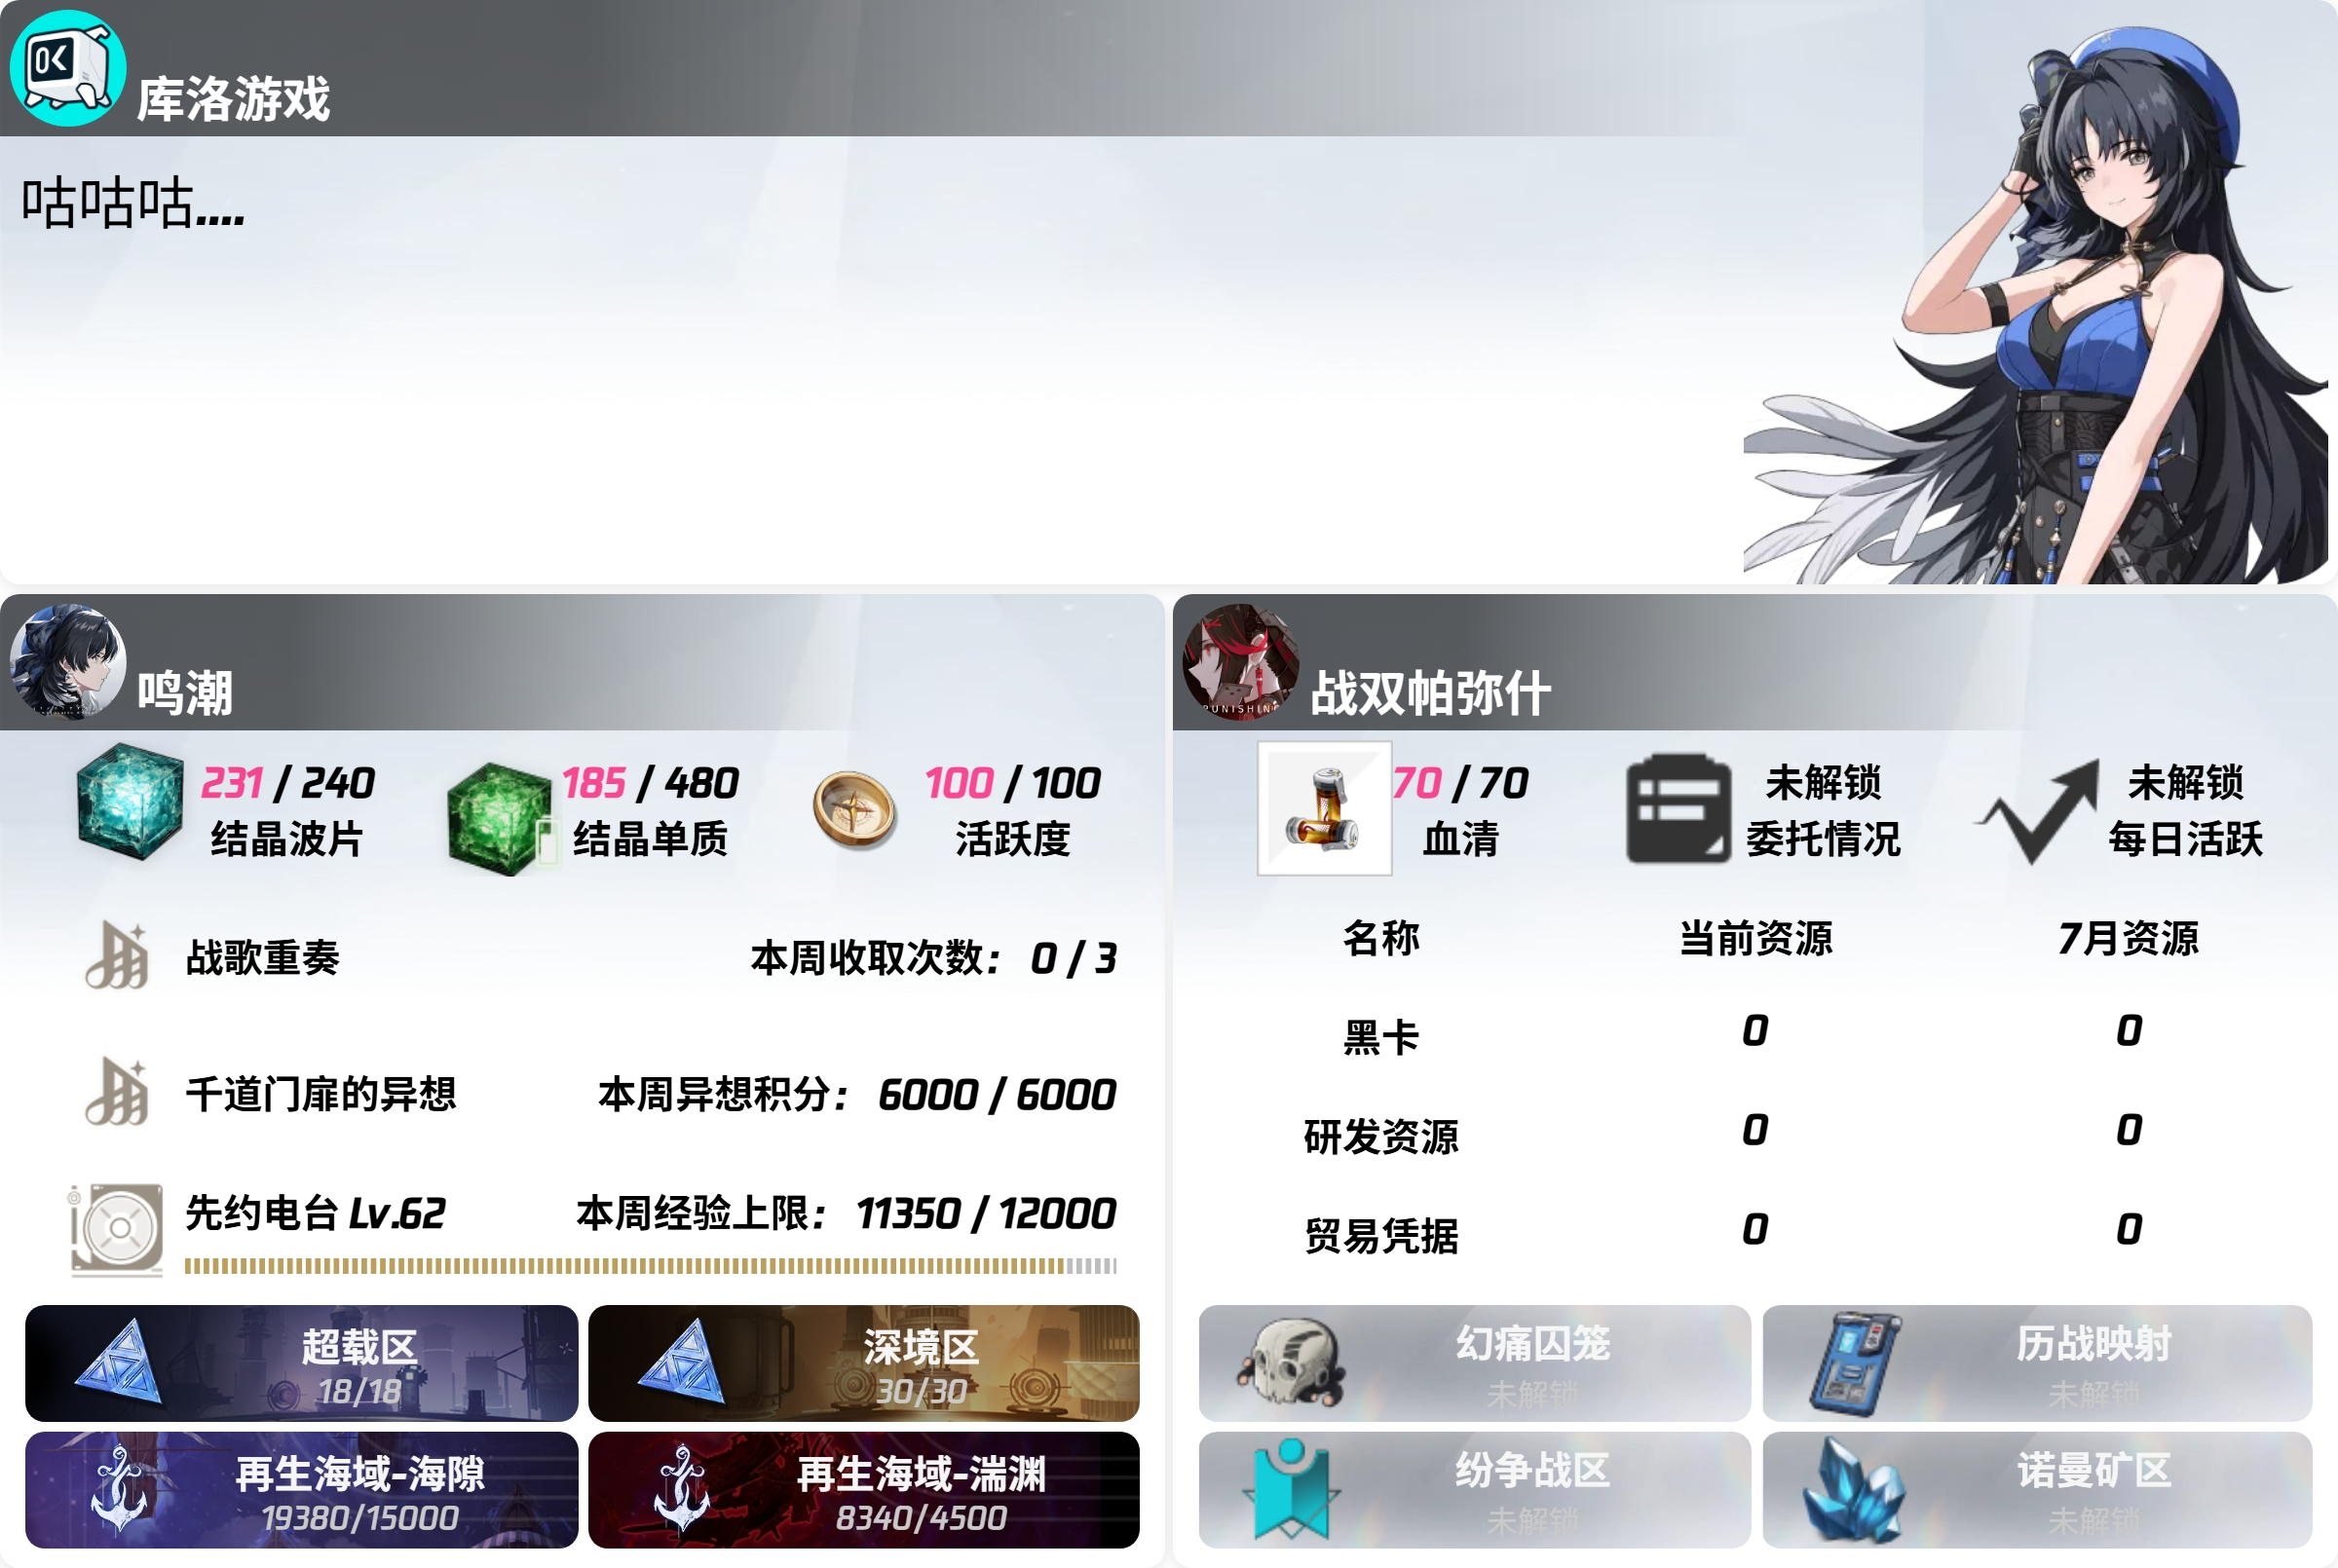 OK
库洛游戏
咕咕咕....
鸣潮
231 / 240
结晶波片
185 / 480
结晶单质
100 / 100
活跃度
战歌重奏
本周收取次数： 0 / 3
千道门扉的异想
本周异想积分： 6000 / 6000
先约电台 Lv.62
本周经验上限： 11350 / 12000
超载区
18/18
深境区
30/30
再生海域-海隙
19380/15000
再生海域-湍渊
8340/4500
PUNISHING
战双帕弥什
70 / 70
血清
未解锁
委托情况
未解锁
每日活跃
名称 当前资源 7月资源
黑卡 0 0
研发资源 0 0
贸易凭据 0 0
幻痛囚笼
未解锁
历战映射
未解锁
纷争战区
未解锁
诺曼矿区
未解锁